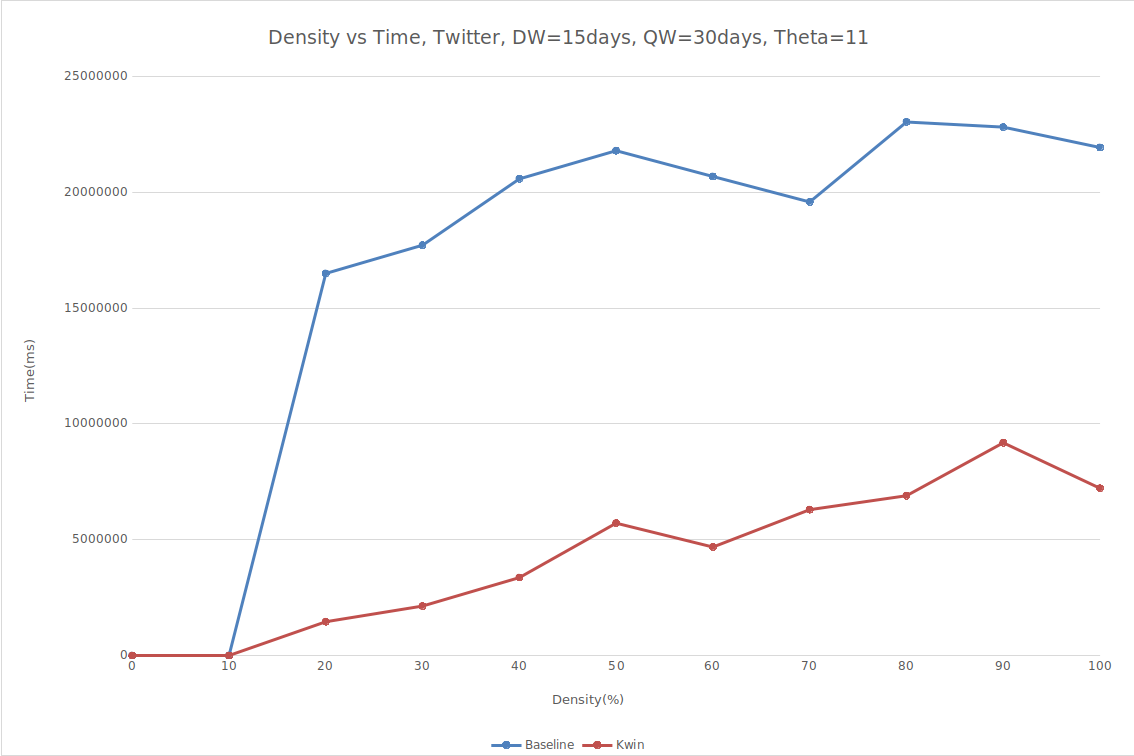 Density vs Time, Twitter, DW=15days, QW=30days, Theta=11
25000000
20000000
15000000
10000000
5000000
0
Time(ms)
0 10 20 30 40 50 60 70 80 90 100
Density(%)
Baseline Kwin